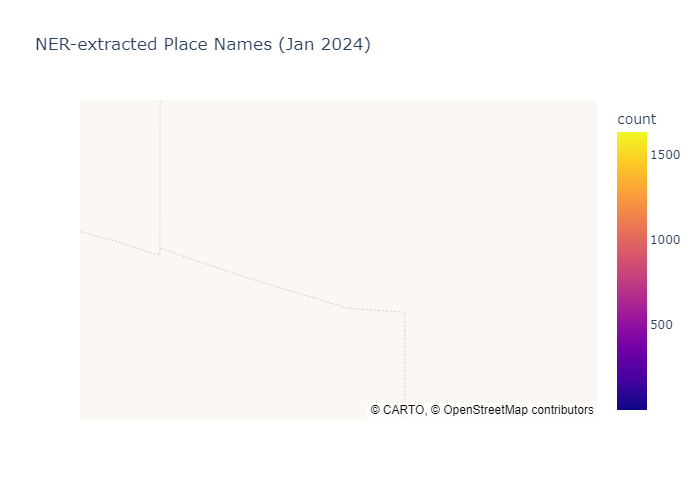 NER-extracted Place Names (Jan 2024)
count
1500
1000
500
© CARTO, © OpenStreetMap contributors